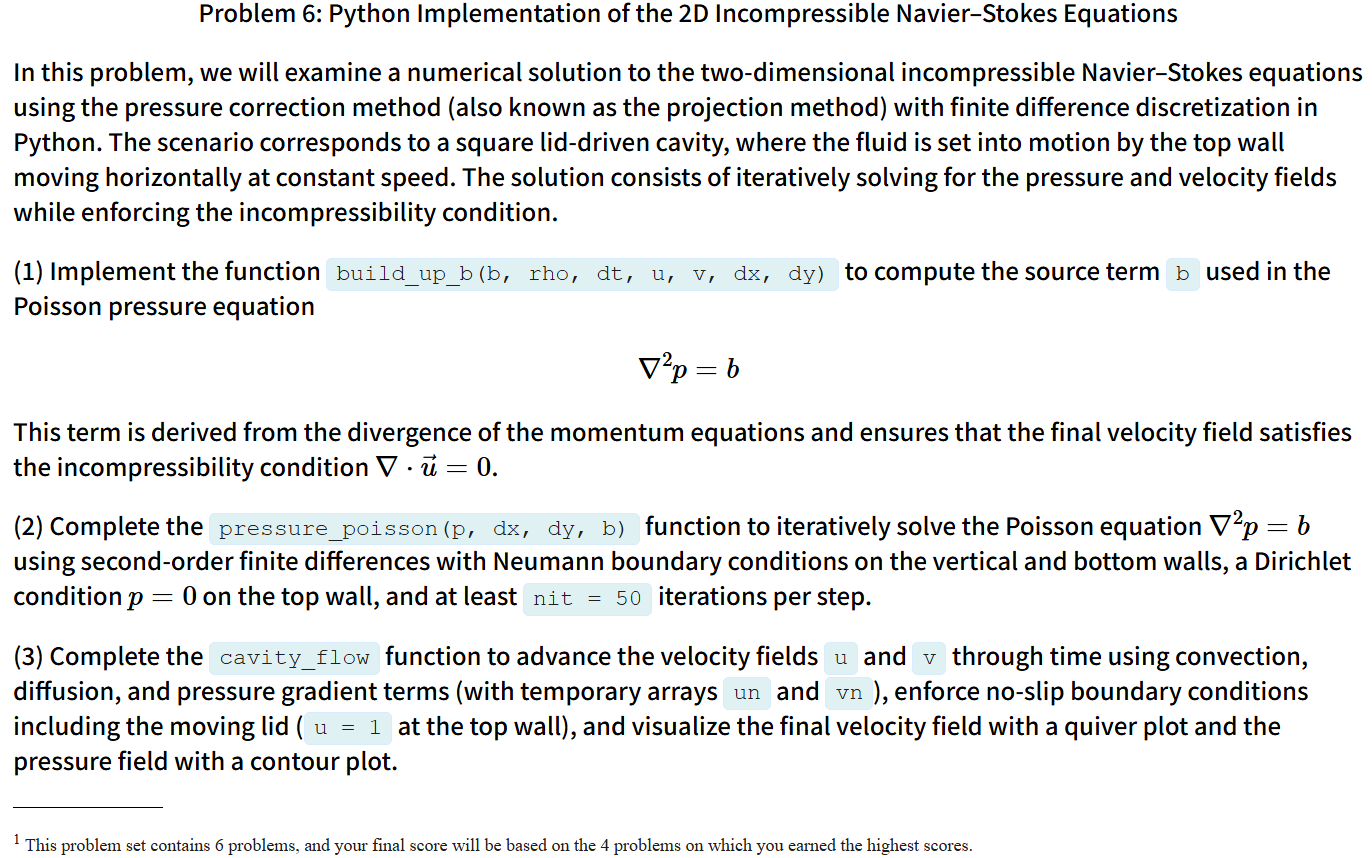 Problem 6: Python Implementation of the 2D Incompressible Navier–Stokes Equations
In this problem, we will examine a numerical solution to the two-dimensional incompressible Navier–Stokes equations
using the pressure correction method (also known as the projection method) with finite difference discretization in
Python. The scenario corresponds to a square lid-driven cavity, where the fluid is set into motion by the top wall
moving horizontally at constant speed. The solution consists of iteratively solving for the pressure and velocity fields
while enforcing the incompressibility condition.
(1) Implement the function build_up_b(b, rho, dt, u, v, dx, dy) to compute the source term b used in the
Poisson pressure equation
∇²p = b
This term is derived from the divergence of the momentum equations and ensures that the final velocity field satisfies
the incompressibility condition ∇ · u⃗ = 0.
(2) Complete the pressure_poisson(p, dx, dy, b) function to iteratively solve the Poisson equation ∇²p = b
using second-order finite differences with Neumann boundary conditions on the vertical and bottom walls, a Dirichlet
condition p = 0 on the top wall, and at least nit = 50 iterations per step.
(3) Complete the cavity_flow function to advance the velocity fields u and v through time using convection,
diffusion, and pressure gradient terms (with temporary arrays un and vn), enforce no-slip boundary conditions
including the moving lid (u = 1 at the top wall), and visualize the final velocity field with a quiver plot and the
pressure field with a contour plot.
¹ This problem set contains 6 problems, and your final score will be based on the 4 problems on which you earned the highest scores.